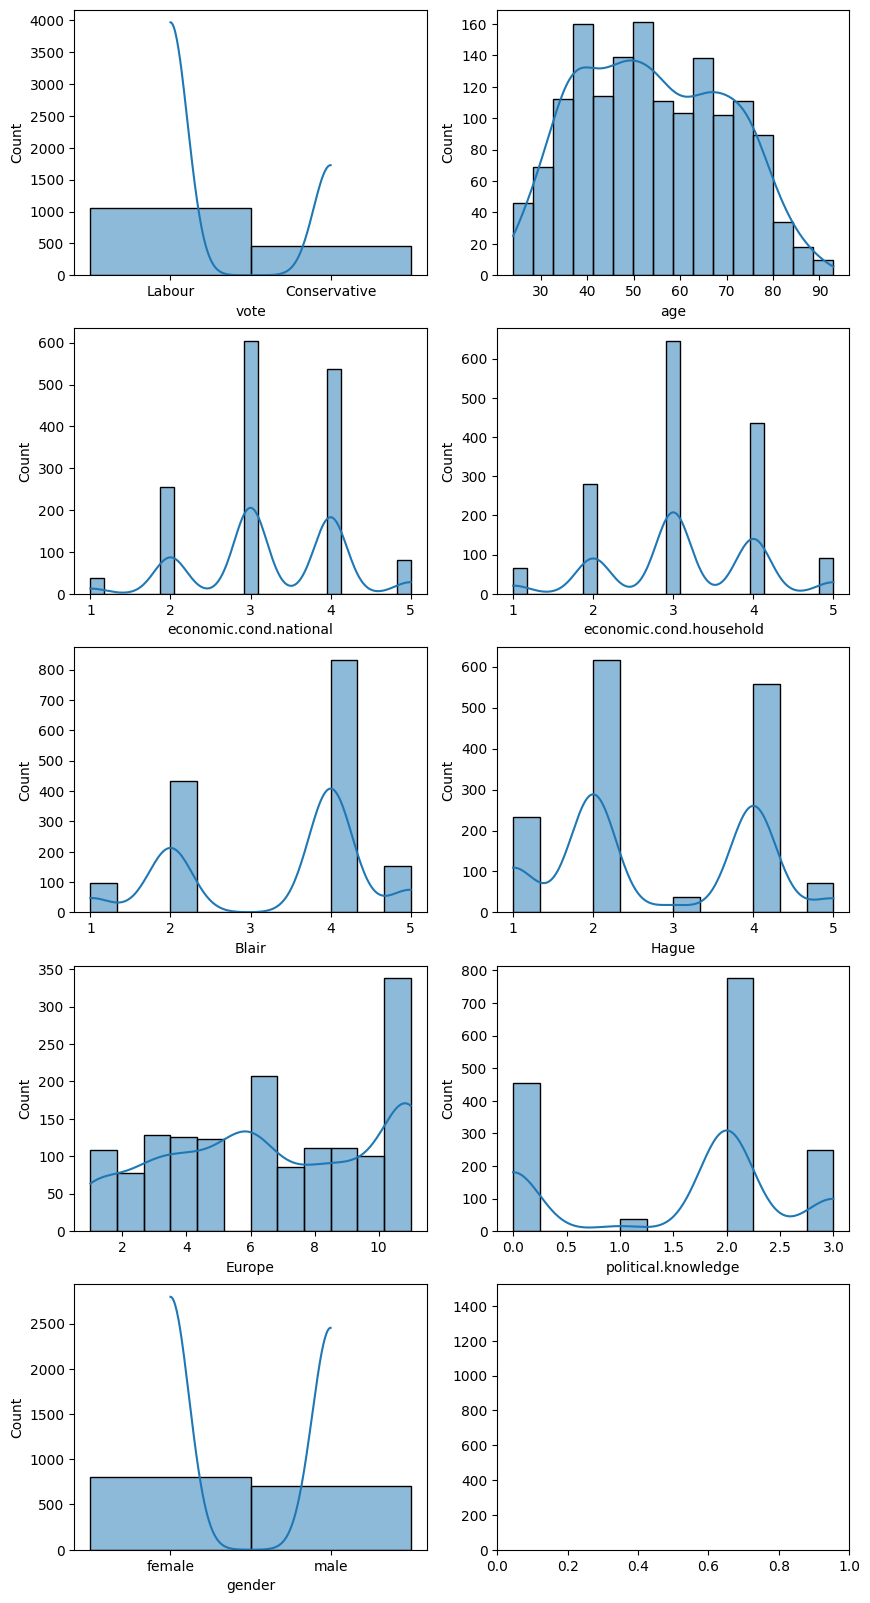 4000
3500
3000
2500
2000
1500
1000
500
0
Count
Labour Conservative
vote
160
140
120
100
80
60
40
20
0
Count
30 40 50 60 70 80 90
age
600
500
400
300
200
100
0
Count
1 2 3 4 5
economic.cond.national
600
500
400
300
200
100
0
Count
1 2 3 4 5
economic.cond.household
800
700
600
500
400
300
200
100
0
Count
1 2 3 4 5
Blair
600
500
400
300
200
100
0
Count
1 2 3 4 5
Hague
350
300
250
200
150
100
50
0
Count
2 4 6 8 10
Europe
800
700
600
500
400
300
200
100
0
Count
0.0 0.5 1.0 1.5 2.0 2.5 3.0
political.knowledge
2500
2000
1500
1000
500
0
Count
female male
gender
1400
1200
1000
800
600
400
200
0
0.0 0.2 0.4 0.6 0.8 1.0